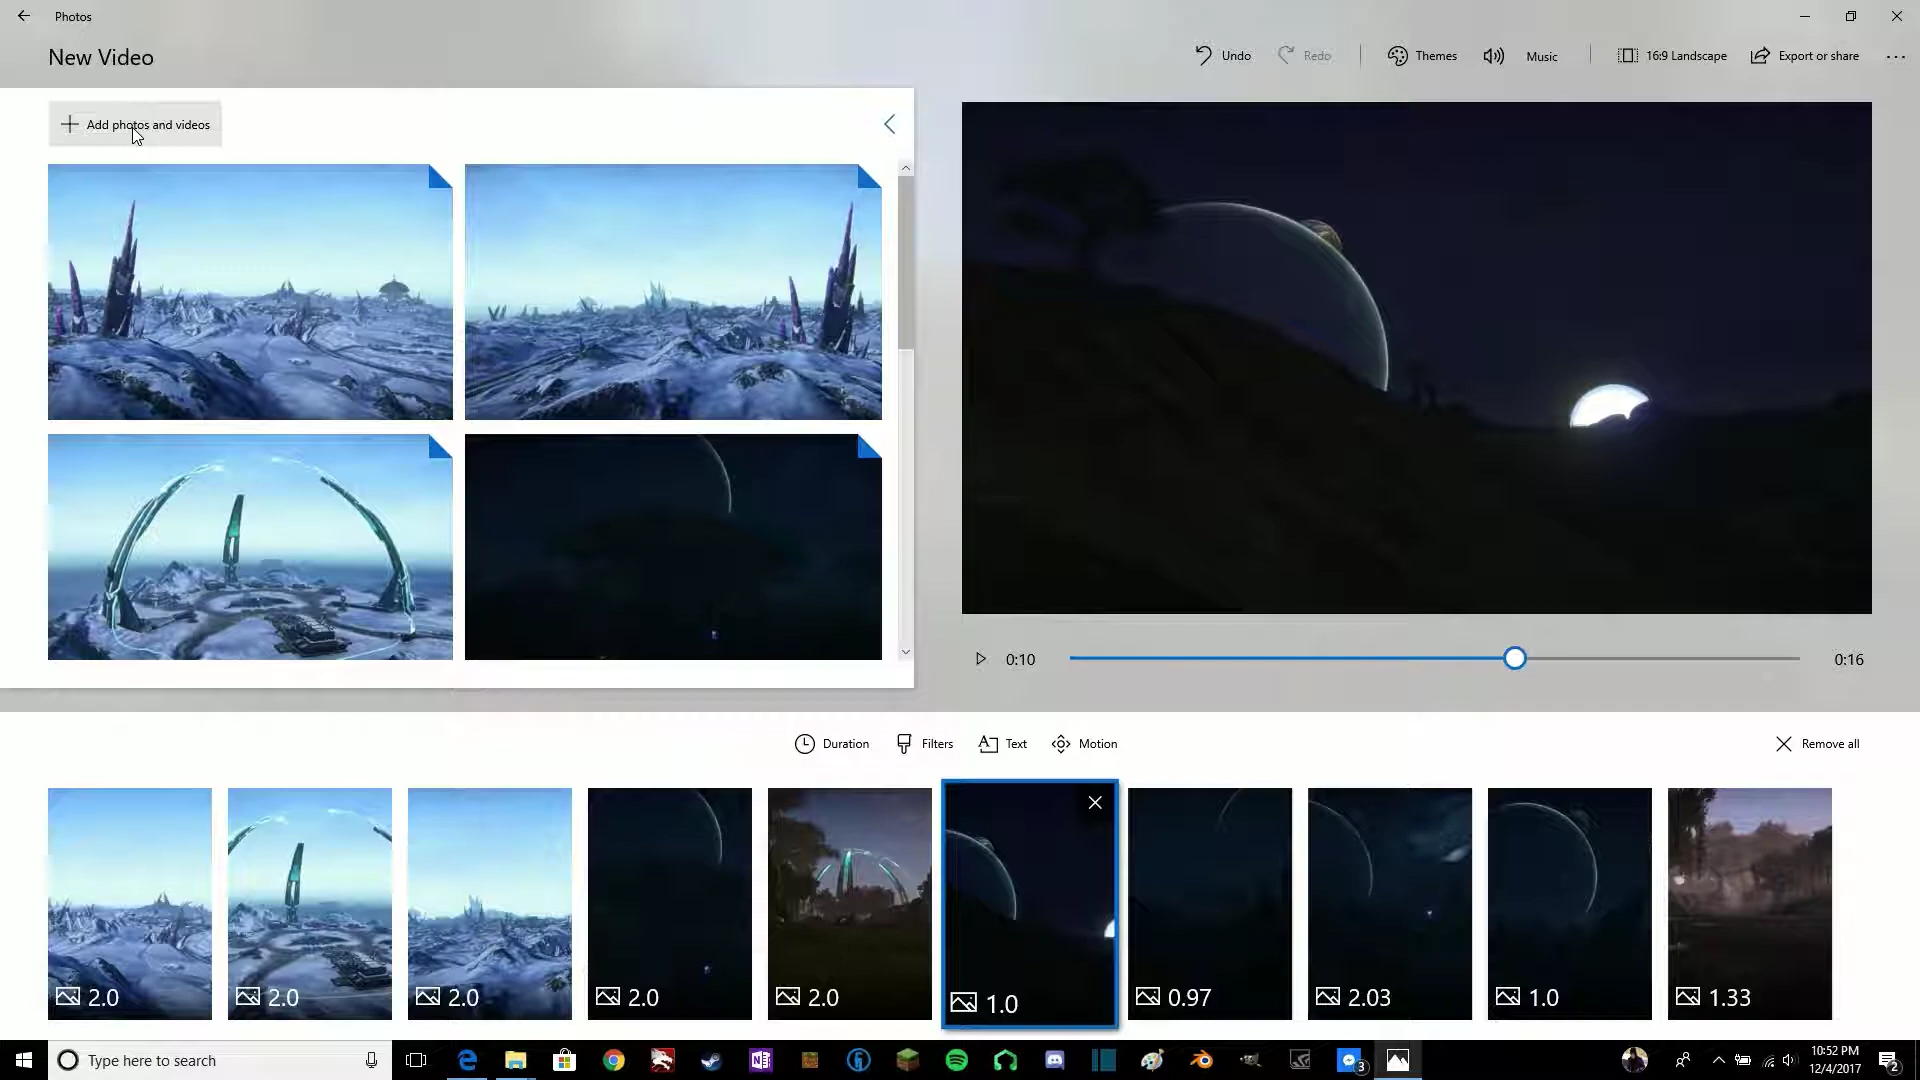 Photos
New Video
Undo
Redo
Themes
Music
16:9 Landscape
Export or share
Add photos and videos
0:10
0:16
Duration
Filters
Text
Motion
Remove all
2.0
2.0
2.0
2.0
2.0
1.0
0.97
2.03
1.0
1.33
Type here to search
3
10:52 PM
12/4/2017
2